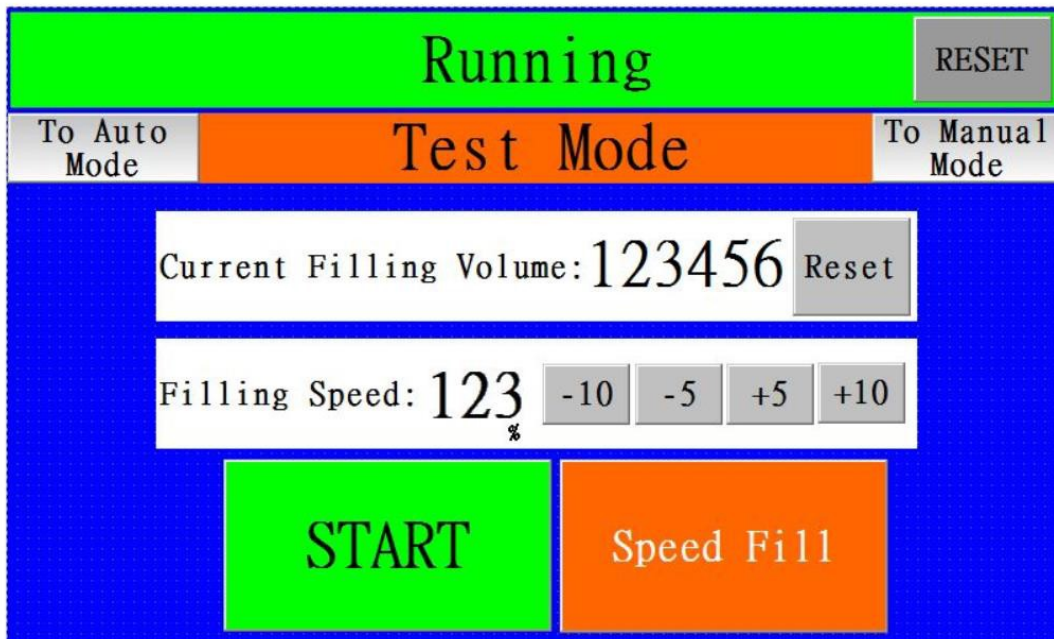 Running
RESET
To Auto
Mode
Test Mode
To Manual
Mode
Current Filling Volume:123456
Reset
Filling Speed:123
%
-10
-5
+5
+10
START
Speed Fill